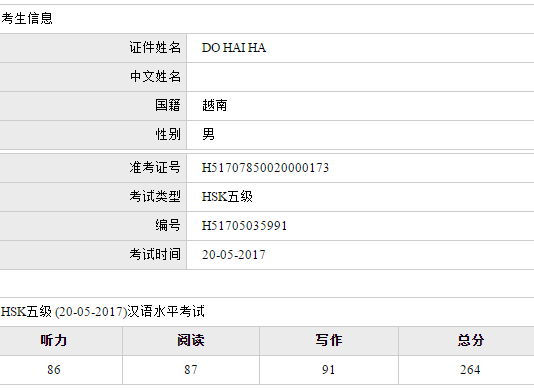 考生信息
证件姓名 DO HAI HA
中文姓名
国籍 越南
性别 男
准考证号 H51707850020000173
考试类型 HSK五级
编号 H51705035991
考试时间 20-05-2017
HSK五级 (20-05-2017)汉语水平考试
听力 阅读 写作 总分
86 87 91 264